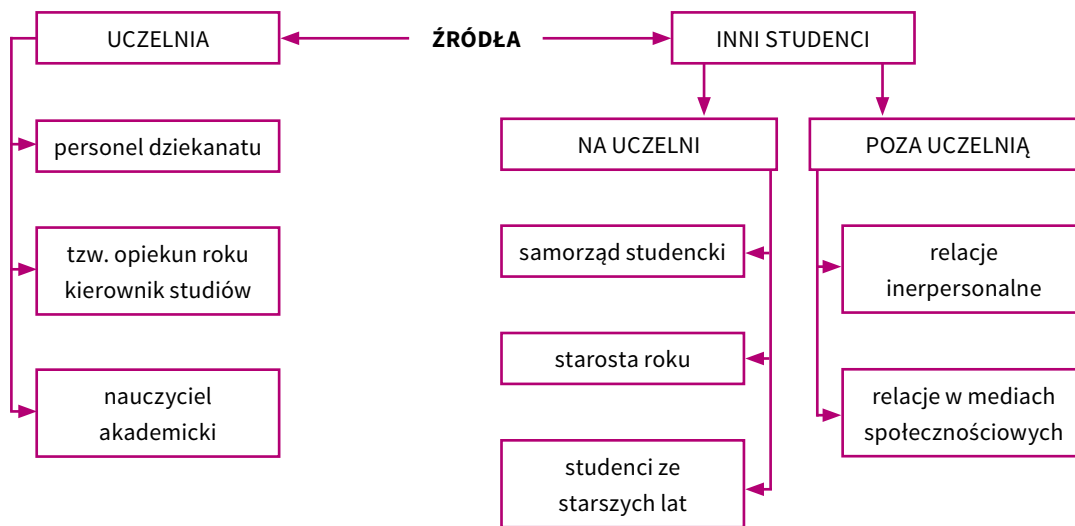 UCZELNIA
ŹRÓDŁA
INNI STUDENCI
personel dziekanatu
NA UCZELNI
POZA UCZELNIĄ
tzw. opiekun roku
kierownik studiów
samorząd studencki
relacje
inerpersonalne
starosta roku
nauczyciel
akademicki
relacje w mediach
społecznościowych
studenci ze
starszych lat